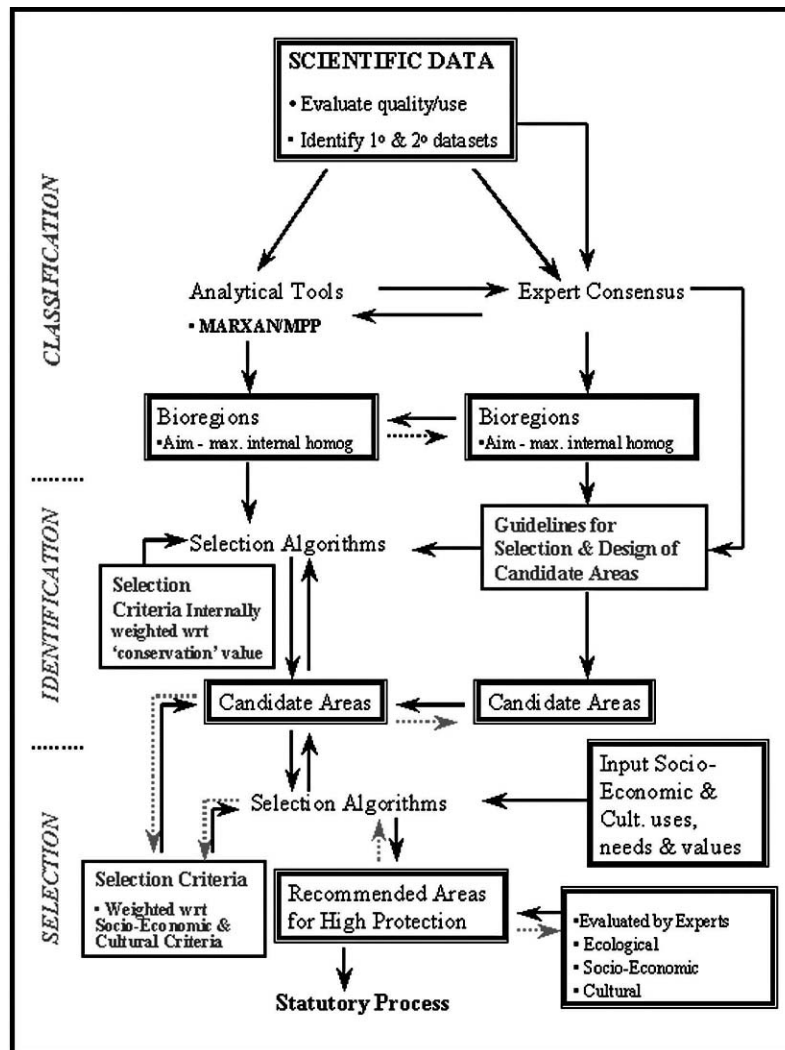 SCIENTIFIC DATA
• Evaluate quality/use
• Identify 1º & 2º datasets
CLASSIFICATION
Analytical Tools
• MARXAN/MPP
Expert Consensus
Bioregions
•Aim - max. internal homog
Bioregions
•Aim - max. internal homog
IDENTIFICATION
Selection Algorithms
Guidelines for
Selection & Design of
Candidate Areas
Selection
Criteria Internally
weighted wrt
‘conservation’ value
Candidate Areas
Candidate Areas
SELECTION
Selection Algorithms
Input Socio-
Economic &
Cult. uses,
needs & values
Selection Criteria
• Weighted wrt
Socio-Economic &
Cultural Criteria
Recommended Areas
for High Protection
•Evaluated by Experts
• Ecological
• Socio-Economic
• Cultural
Statutory Process